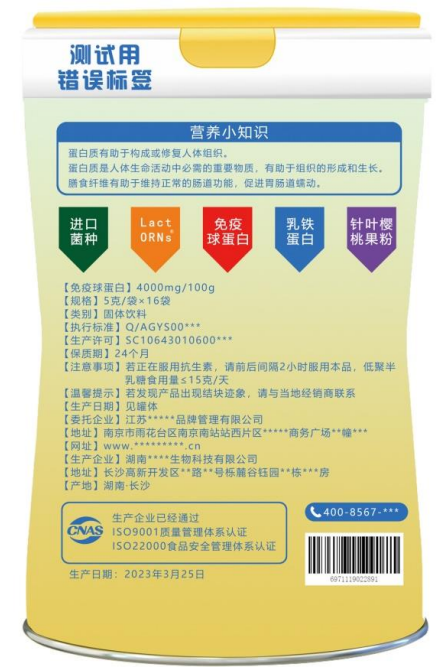 测试用
错误标签
营养小知识
蛋白质有助于构成或修复人体组织。
蛋白质是人体生命活动中必需的重要物质，有助于组织的形成和生长。
膳食纤维有助于维持正常的肠道功能，促进胃肠道蠕动。
进口
菌种
Lact
ORNs®
免疫
球蛋白
乳铁
蛋白
针叶樱
桃果粉
【免疫球蛋白】4000mg/100g
【规格】5克/袋×16袋
【类别】固体饮料
【执行标准】Q/AGYS00***
【生产许可】SC10643010600***
【保质期】24个月
【注意事项】若正在服用抗生素，请前后间隔2小时服用本品，低聚半
乳糖食用量≤15克/天
【温馨提示】若发现产品出现结块迹象，请与当地经销商联系
【生产日期】见罐体
【委托企业】江苏*****品牌管理有限公司
【地址】南京市雨花台区南京南站站西片区*****商务广场**幢***
【网址】www.*********.cn
【生产企业】湖南****生物科技有限公司
【地址】长沙高新开发区**路**号栎麓谷钰园**栋***房
【产地】湖南·长沙
CNAS
生产企业已经通过
ISO9001质量管理体系认证
ISO22000食品安全管理体系认证
400-8567-***
6971119022891
生产日期：2023年3月25日